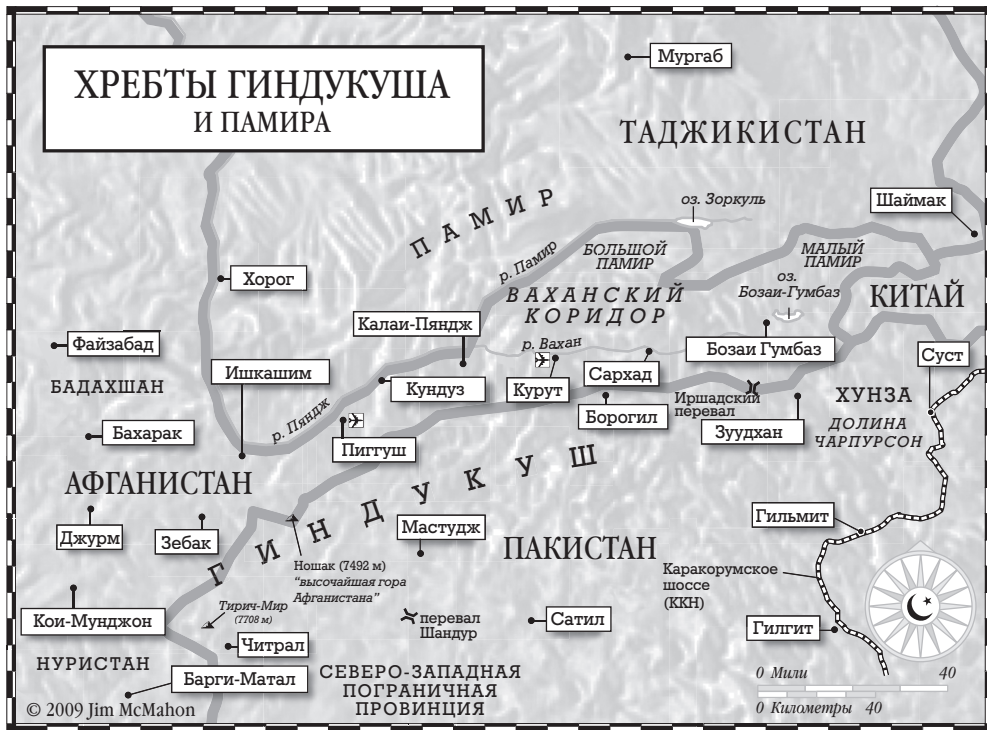 ХРЕБТЫ ГИНДУКУША
И ПАМИРА
Мургаб
ТАДЖИКИСТАН
Шаймак
оз. Зоркуль
ПАМИР
р. Памир
БОЛЬШОЙ
ПАМИР
МАЛЫЙ
ПАМИР
оз.
Бозаи-Гумбаз
Хорог
ВАХАНСКИЙ
КОРИДОР
КИТАЙ
Калаи-Пяндж
р. Вахан
Файзабад
Бозаи Гумбаз
Суст
БАДАХШАН
Ишкашим
Кундуз
Курут
Сархад
Иршадский
перевал
ХУНЗА
Борогил
р. Пяндж
ДОЛИНА
ЧАРПУРСОН
Бахарак
Пиггуш
Зуудхан
АФГАНИСТАН
ГИНДУКУШ
Джурм
Зебак
Мастудж
ПАКИСТАН
Гильмит
Ношак (7492 м)
"высочайшая гора
Афганистана"
Каракорумское
шоссе
(ККН)
Кои-Мунджон
Тирич-Мир
(7708 м)
перевал
Шандур
Сатил
Гилгит
Читрал
НУРИСТАН
Барги-Матал
СЕВЕРО-ЗАПАДНАЯ
ПОГРАНИЧНАЯ
ПРОВИНЦИЯ
0 Мили 40
0 Километры 40
© 2009 Jim McMahon